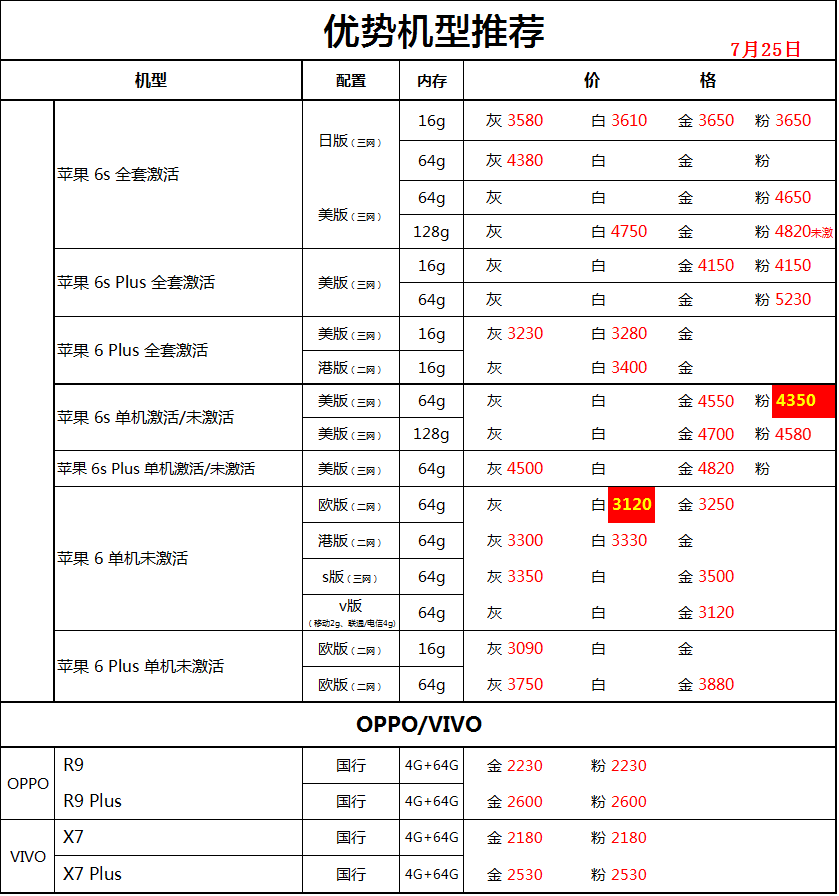 优势机型推荐
7月25日
机型 配置 内存 价 格
苹果 6s 全套激活
日版（三网） 16g 灰 3580 白 3610 金 3650 粉 3650
64g 灰 4380 白 金 粉
美版（三网） 64g 灰 白 金 粉 4650
128g 灰 白 4750 金 粉 4820未激
苹果 6s Plus 全套激活 美版（三网）
16g 灰 白 金 4150 粉 4150
64g 灰 白 金 粉 5230
苹果 6 Plus 全套激活
美版（三网） 16g 灰 3230 白 3280 金
港版（二网） 16g 灰 白 3400 金
苹果 6s 单机激活/未激活
美版（三网） 64g 灰 白 金 4550 粉 4350
美版（三网） 128g 灰 白 金 4700 粉 4580
苹果 6s Plus 单机激活/未激活 美版（三网） 64g 灰 4500 白 金 4820 粉
苹果 6 单机未激活
欧版（二网） 64g 灰 白 3120 金 3250
港版（二网） 64g 灰 3300 白 3330 金
s版（三网） 64g 灰 3350 白 金 3500
v版
（移动2g、联通/电信4g） 64g 灰 白 金 3120
苹果 6 Plus 单机未激活
欧版（二网） 16g 灰 3090 白 金
欧版（二网） 64g 灰 3750 白 金 3880
OPPO/VIVO
OPPO
R9 国行 4G+64G 金 2230 粉 2230
R9 Plus 国行 4G+64G 金 2600 粉 2600
VIVO
X7 国行 4G+64G 金 2180 粉 2180
X7 Plus 国行 4G+64G 金 2530 粉 2530